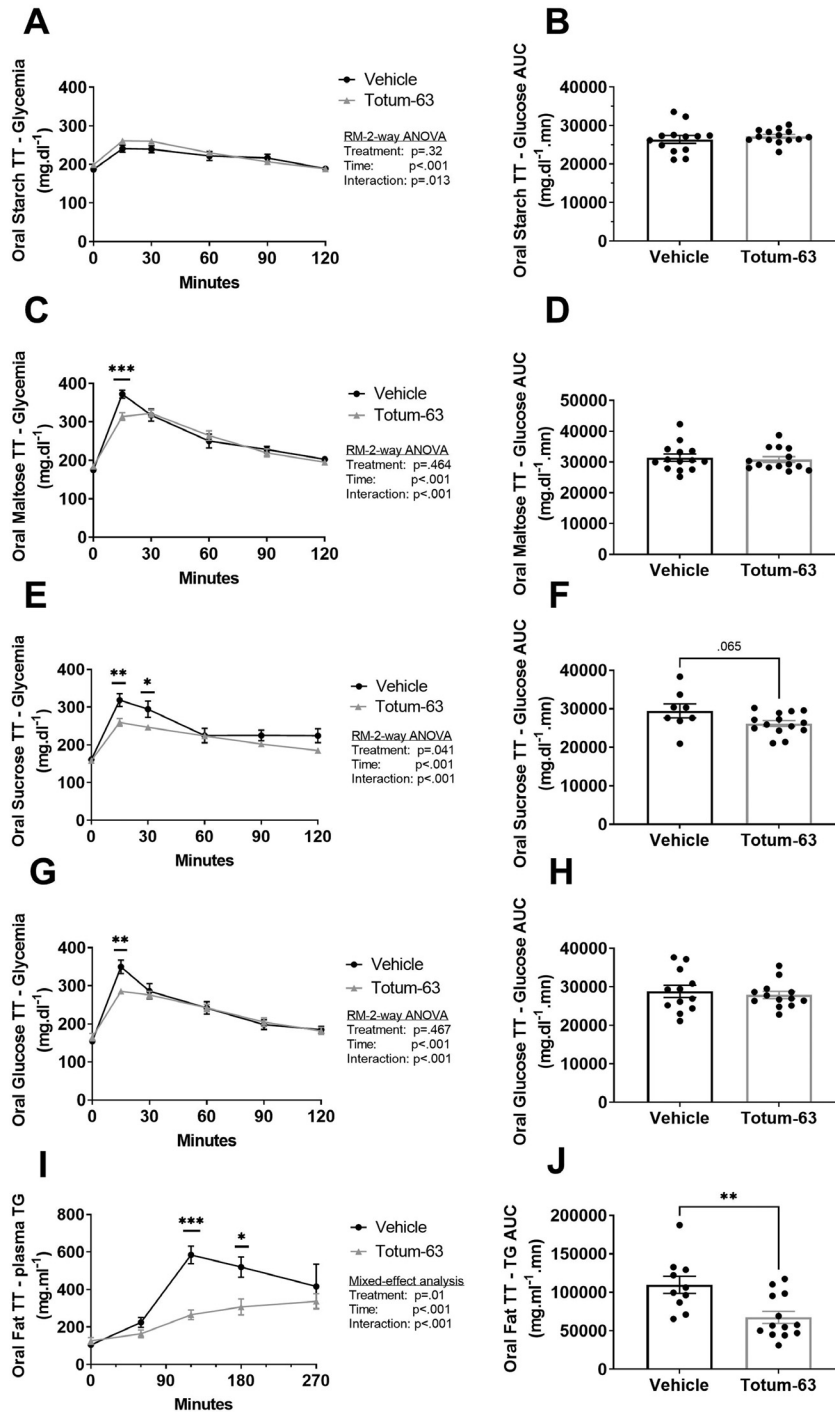 A
Oral Starch TT - Glycemia
(mg.dl⁻¹)
400
300
200
100
0
0 30 60 90 120
Minutes
Vehicle
Totum-63
RM-2-way ANOVA
Treatment: p=.32
Time: p<.001
Interaction: p=.013
B
Oral Starch TT - Glucose AUC
(mg.dl⁻¹.mn)
40000
30000
20000
10000
0
Vehicle Totum-63
C
Oral Maltose TT - Glycemia
(mg.dl⁻¹)
400
300
200
100
0
***
0 30 60 90 120
Minutes
Vehicle
Totum-63
RM-2-way ANOVA
Treatment: p=.464
Time: p<.001
Interaction: p<.001
D
Oral Maltose TT - Glucose AUC
(mg.dl⁻¹.mn)
50000
40000
30000
20000
10000
0
Vehicle Totum-63
E
Oral Sucrose TT - Glycemia
(mg.dl⁻¹)
400
300
200
100
0
** *
0 30 60 90 120
Minutes
Vehicle
Totum-63
RM-2-way ANOVA
Treatment: p=.041
Time: p<.001
Interaction: p<.001
F
Oral Sucrose TT - Glucose AUC
(mg.dl⁻¹.mn)
40000
30000
20000
10000
0
.065
Vehicle Totum-63
G
Oral Glucose TT - Glycemia
(mg.dl⁻¹)
400
300
200
100
0
**
0 30 60 90 120
Minutes
Vehicle
Totum-63
RM-2-way ANOVA
Treatment: p=.467
Time: p<.001
Interaction: p<.001
H
Oral Glucose TT - Glucose AUC
(mg.dl⁻¹.mn)
40000
30000
20000
10000
0
Vehicle Totum-63
I
Oral Fat TT - plasma TG
(mg.ml⁻¹)
800
600
400
200
0
*** *
0 90 180 270
Minutes
Vehicle
Totum-63
Mixed-effect analysis
Treatment: p=.01
Time: p<.001
Interaction: p<.001
J
Oral Fat TT - TG AUC
(mg.ml⁻¹.mn)
200000
150000
100000
50000
0
**
Vehicle Totum-63